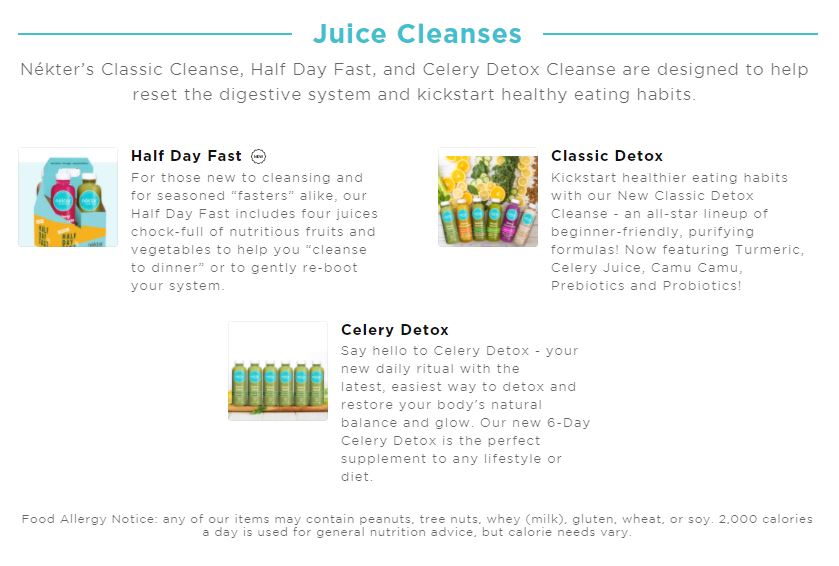 Juice Cleanses
Nékter’s Classic Cleanse, Half Day Fast, and Celery Detox Cleanse are designed to help
reset the digestive system and kickstart healthy eating habits.
Half Day Fast NEW
For those new to cleansing and
for seasoned “fasters” alike, our
Half Day Fast includes four juices
chock-full of nutritious fruits and
vegetables to help you “cleanse
to dinner” or to gently re-boot
your system.
HALF
DAY
FAST
nékter
Classic Detox
Kickstart healthier eating habits
with our New Classic Detox
Cleanse - an all-star lineup of
beginner-friendly, purifying
formulas! Now featuring Turmeric,
Celery Juice, Camu Camu,
Prebiotics and Probiotics!
Celery Detox
Say hello to Celery Detox - your
new daily ritual with the
latest, easiest way to detox and
restore your body’s natural
balance and glow. Our new 6-Day
Celery Detox is the perfect
supplement to any lifestyle or
diet.
Food Allergy Notice: any of our items may contain peanuts, tree nuts, whey (milk), gluten, wheat, or soy. 2,000 calories
a day is used for general nutrition advice, but calorie needs vary.